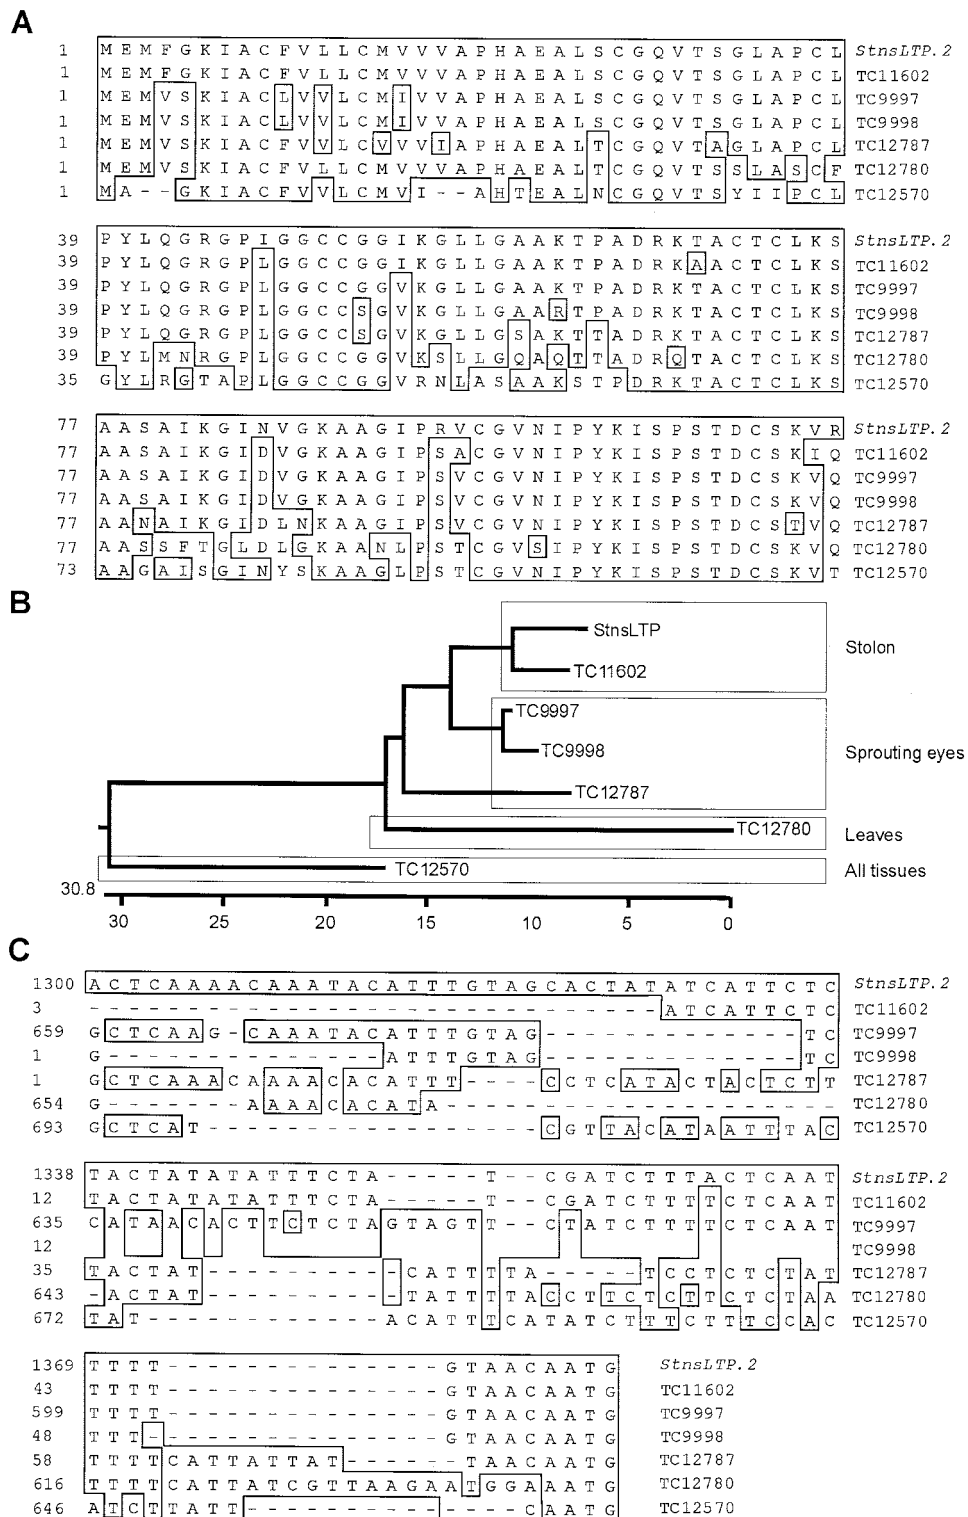 A
1 M E M F G K I A C F V L L C M V V V A P H A E A L S C G Q V T S G L A P C L StnsLTP.2
1 M E M F G K I A C F V L L C M V V V A P H A E A L S C G Q V T S G L A P C L TC11602
1 M E M V S K I A C L V V L C M I V V A P H A E A L S C G Q V T S G L A P C L TC9997
1 M E M V S K I A C L V V L C M I V V A P H A E A L S C G Q V T S G L A P C L TC9998
1 M E M V S K I A C F V V L C V V V I A P H A E A L T C G Q V T A G L A P C L TC12787
1 M E M V S K I A C F V L L C M V V V A P H A E A L T C G Q V T S S L A S C F TC12780
1 M A - - G K I A C F V V L C M V I - - A H T E A L N C G Q V T S Y I I P C L TC12570
39 P Y L Q G R G P I G G C C G G I K G L L G A A K T P A D R K T A C T C L K S StnsLTP.2
39 P Y L Q G R G P L G G C C G G I K G L L G A A K T P A D R K A A C T C L K S TC11602
39 P Y L Q G R G P L G G C C G G V K G L L G A A K T P A D R K T A C T C L K S TC9997
39 P Y L Q G R G P L G G C C S G V K G L L G A A R T P A D R K T A C T C L K S TC9998
39 P Y L Q G R G P L G G C C S G V K G L L G S A K T T A D R K T A C T C L K S TC12787
39 P Y L M N R G P L G G C C G G V K S L L G Q A Q T T A D R Q T A C T C L K S TC12780
35 G Y L R G T A P L G G C C G G V R N L A S A A K S T P D R K T A C T C L K S TC12570
77 A A S A I K G I N V G K A A G I P R V C G V N I P Y K I S P S T D C S K V R StnsLTP.2
77 A A S A I K G I D V G K A A G I P S A C G V N I P Y K I S P S T D C S K I Q TC11602
77 A A S A I K G I D V G K A A G I P S V C G V N I P Y K I S P S T D C S K V Q TC9997
77 A A S A I K G I D V G K A A G I P S V C G V N I P Y K I S P S T D C S K V Q TC9998
77 A A N A I K G I D L N K A A G I P S V C G V N I P Y K I S P S T D C S T V Q TC12787
77 A A S S F T G L D L G K A A N L P S T C G V S I P Y K I S P S T D C S K V Q TC12780
73 A A G A I S G I N Y S K A A G L P S T C G V N I P Y K I S P S T D C S K V T TC12570
B
StnsLTP
Stolon
TC11602
TC9997
TC9998
Sprouting eyes
TC12787
TC12780
Leaves
TC12570
All tissues
30.8
30 25 20 15 10 5 0
C
1300 A C T C A A A A C A A A T A C A T T T G T A G C A C T A T A T C A T T C T C StnsLTP.2
3 - - - - - - - - - - - - - - - - - - - - - - - - - - - - - A T C A T T C T C TC11602
659 G C T C A A G - C A A A T A C A T T T G T A G - - - - - - - - - - - - - T C TC9997
1 G - - - - - - - - - - - - - - A T T T G T A G - - - - - - - - - - - - - T C TC9998
1 G C T C A A A C A A A A C A C A T T T - - - - C C T C A T A C T A C T C T T TC12787
654 G - - - - - - - A A A A C A C A T A - - - - - - - - - - - - - - - - - - - - TC12780
693 G C T C A T - - - - - - - - - - - - - - - - - C G T T A C A T A A T T T A C TC12570
1338 T A C T A T A T A T T T C T A - - - - - T - - C G A T C T T T A C T C A A T StnsLTP.2
12 T A C T A T A T A T T T C T A - - - - - T - - C G A T C T T T T C T C A A T TC11602
635 C A T A A C A C T T C T C T A G T A G T T - - C T A T C T T T T C T C A A T TC9997
12 TC9998
35 T A C T A T - - - - - - - - - - C A T T T T A - - - - - T C C T C T C T A T TC12787
643 - A C T A T - - - - - - - - - - T A T T T T A C C T T C T C T T C T C T A A TC12780
672 T A T - - - - - - - - - - - - A C A T T T C A T A T C T T T C T T T C C A C TC12570
1369 T T T T - - - - - - - - - - - - - - G T A A C A A T G StnsLTP.2
43 T T T T - - - - - - - - - - - - - - G T A A C A A T G TC11602
599 T T T T - - - - - - - - - - - - - - G T A A C A A T G TC9997
48 T T T - - - - - - - - - - - - - - - G T A A C A A T G TC9998
58 T T T T C A T T A T T A T - - - - - - T A A C A A T G TC12787
616 T T T T C A T T A T C G T T A A G A A T G G A A A T G TC12780
646 A T C T T A T T - - - - - - - - - - - - - - C A A T G TC12570